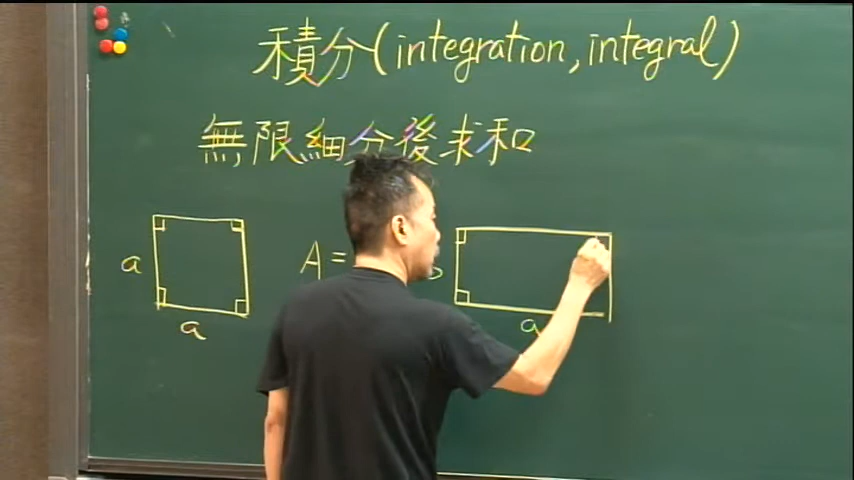 積分(integration, integral)
無限細分後求和
a
A =
b
a
a